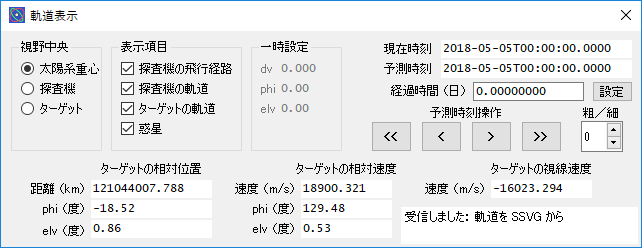 軌道表示
視野中央
太陽系重心
探査機
ターゲット
表示項目
探査機の飛行経路
探査機の軌道
ターゲットの軌道
惑星
一時設定
dv 0.000
phi 0.00
elv 0.00
現在時刻 2018-05-05T00:00:00.0000
予測時刻 2018-05-05T00:00:00.0000
経過時間（日） 0.00000000 設定
予測時刻操作 粗／細
<< < > >> 0
ターゲットの相対位置
距離（km） 121044007.788
phi（度） -18.52
elv（度） 0.86
ターゲットの相対速度
速度（m/s） 18900.321
phi（度） 129.48
elv（度） 0.53
ターゲットの視線速度
速度（m/s） -16023.294
受信しました: 軌道を SSVG から